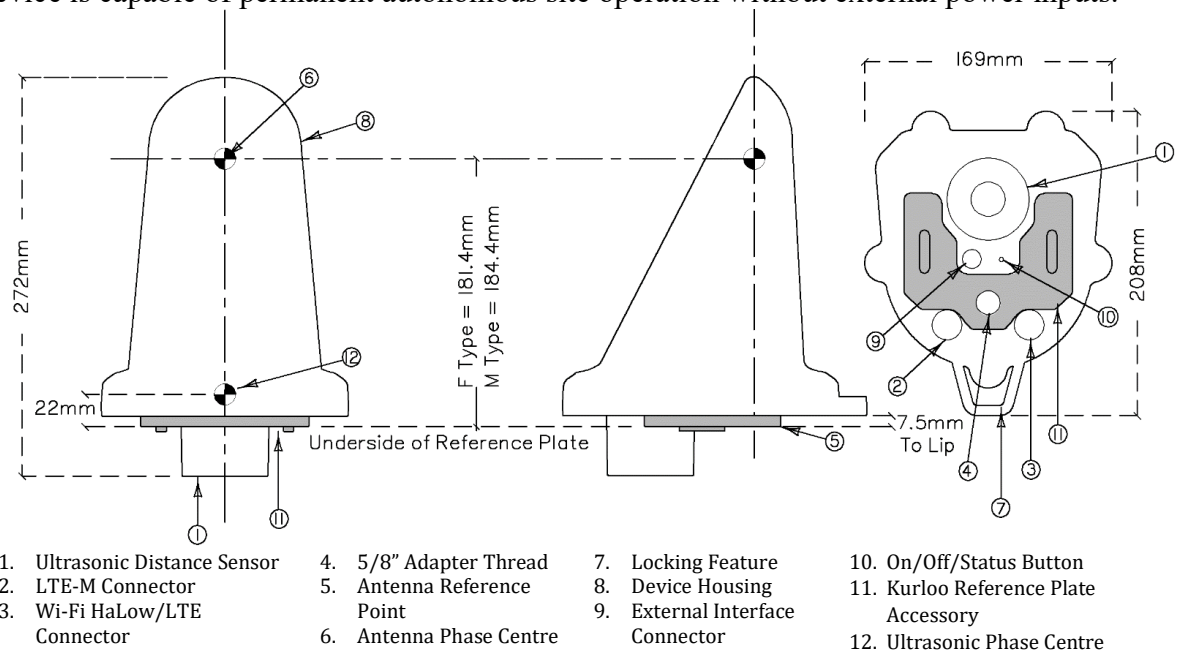 device is capable of permanent autonomous site operation without external power inputs.
169mm
6
8
1
272mm
F Type = 181.4mm
M Type = 184.4mm
208mm
12
9
10
2
22mm
7.5mm
To Lip
Underside of Reference Plate
5
11
4
3
11
7
1
1. Ultrasonic Distance Sensor
2. LTE-M Connector
3. Wi-Fi HaLow/LTE
Connector
4. 5/8” Adapter Thread
5. Antenna Reference
Point
6. Antenna Phase Centre
7. Locking Feature
8. Device Housing
9. External Interface
Connector
10. On/Off/Status Button
11. Kurloo Reference Plate
Accessory
12. Ultrasonic Phase Centre